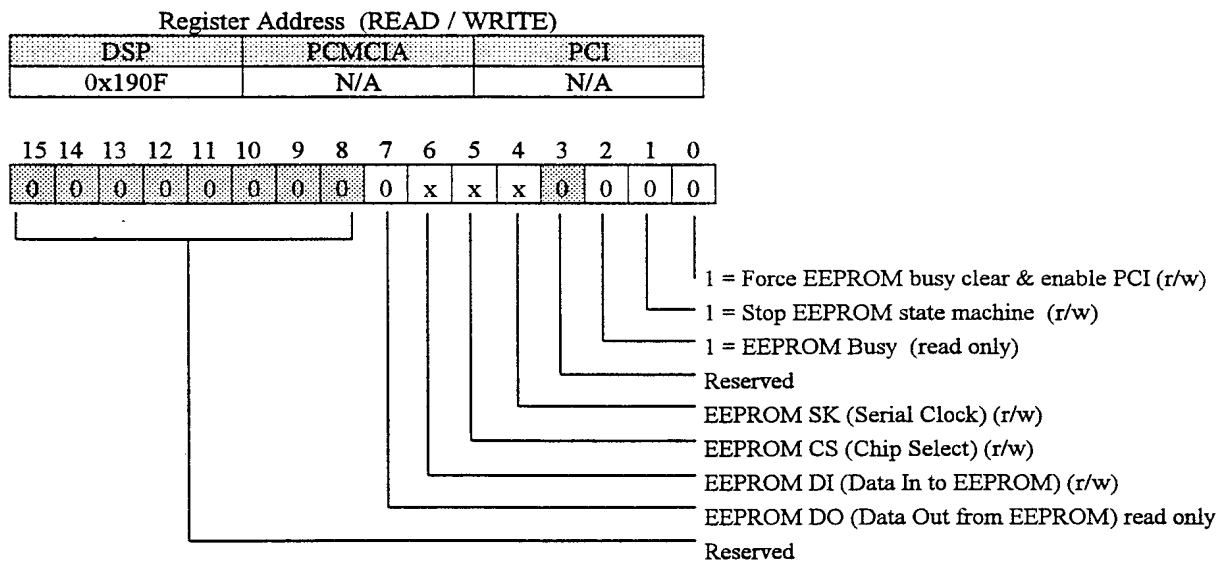 Register Address (READ / WRITE)
DSP PCMCIA PCI
0x190F N/A N/A
15 14 13 12 11 10 9 8 7 6 5 4 3 2 1 0
0 0 0 0 0 0 0 0 0 x x x 0 0 0 0
1 = Force EEPROM busy clear & enable PCI (r/w)
1 = Stop EEPROM state machine (r/w)
1 = EEPROM Busy (read only)
Reserved
EEPROM SK (Serial Clock) (r/w)
EEPROM CS (Chip Select) (r/w)
EEPROM DI (Data In to EEPROM) (r/w)
EEPROM DO (Data Out from EEPROM) read only
Reserved